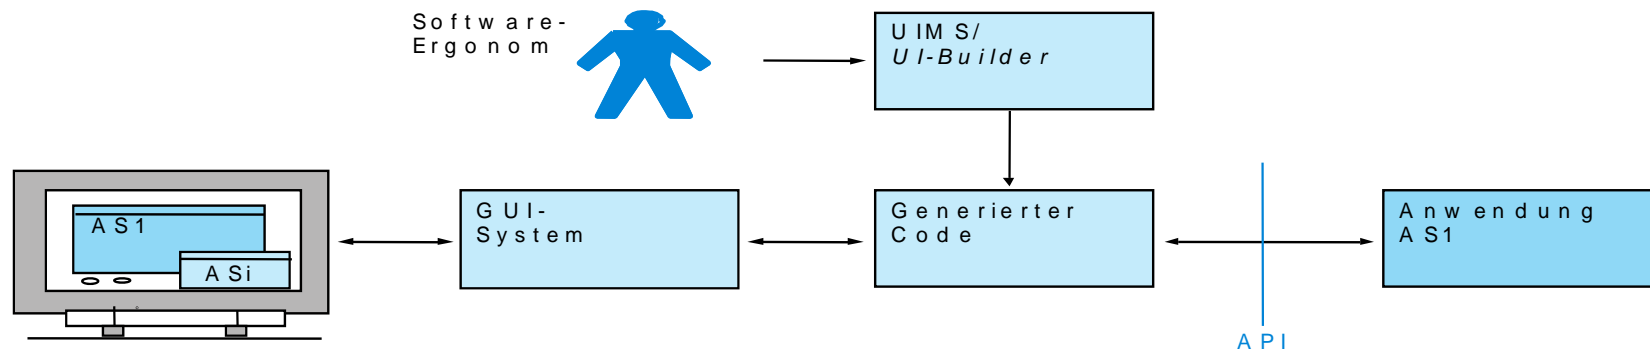 Software-
Ergonom
UIMS/
UI-Builder
AS1
ASi
GUI-
System
Generierter
Code
Anwendung
AS1
API